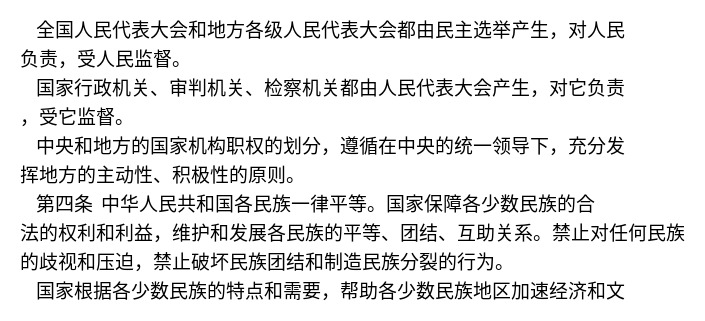 全国人民代表大会和地方各级人民代表大会都由民主选举产生，对人民
负责，受人民监督。
国家行政机关、审判机关、检察机关都由人民代表大会产生，对它负责
，受它监督。
中央和地方的国家机构职权的划分，遵循在中央的统一领导下，充分发
挥地方的主动性、积极性的原则。
第四条 中华人民共和国各民族一律平等。国家保障各少数民族的合
法的权利和利益，维护和发展各民族的平等、团结、互助关系。禁止对任何民族
的歧视和压迫，禁止破坏民族团结和制造民族分裂的行为。
国家根据各少数民族的特点和需要，帮助各少数民族地区加速经济和文